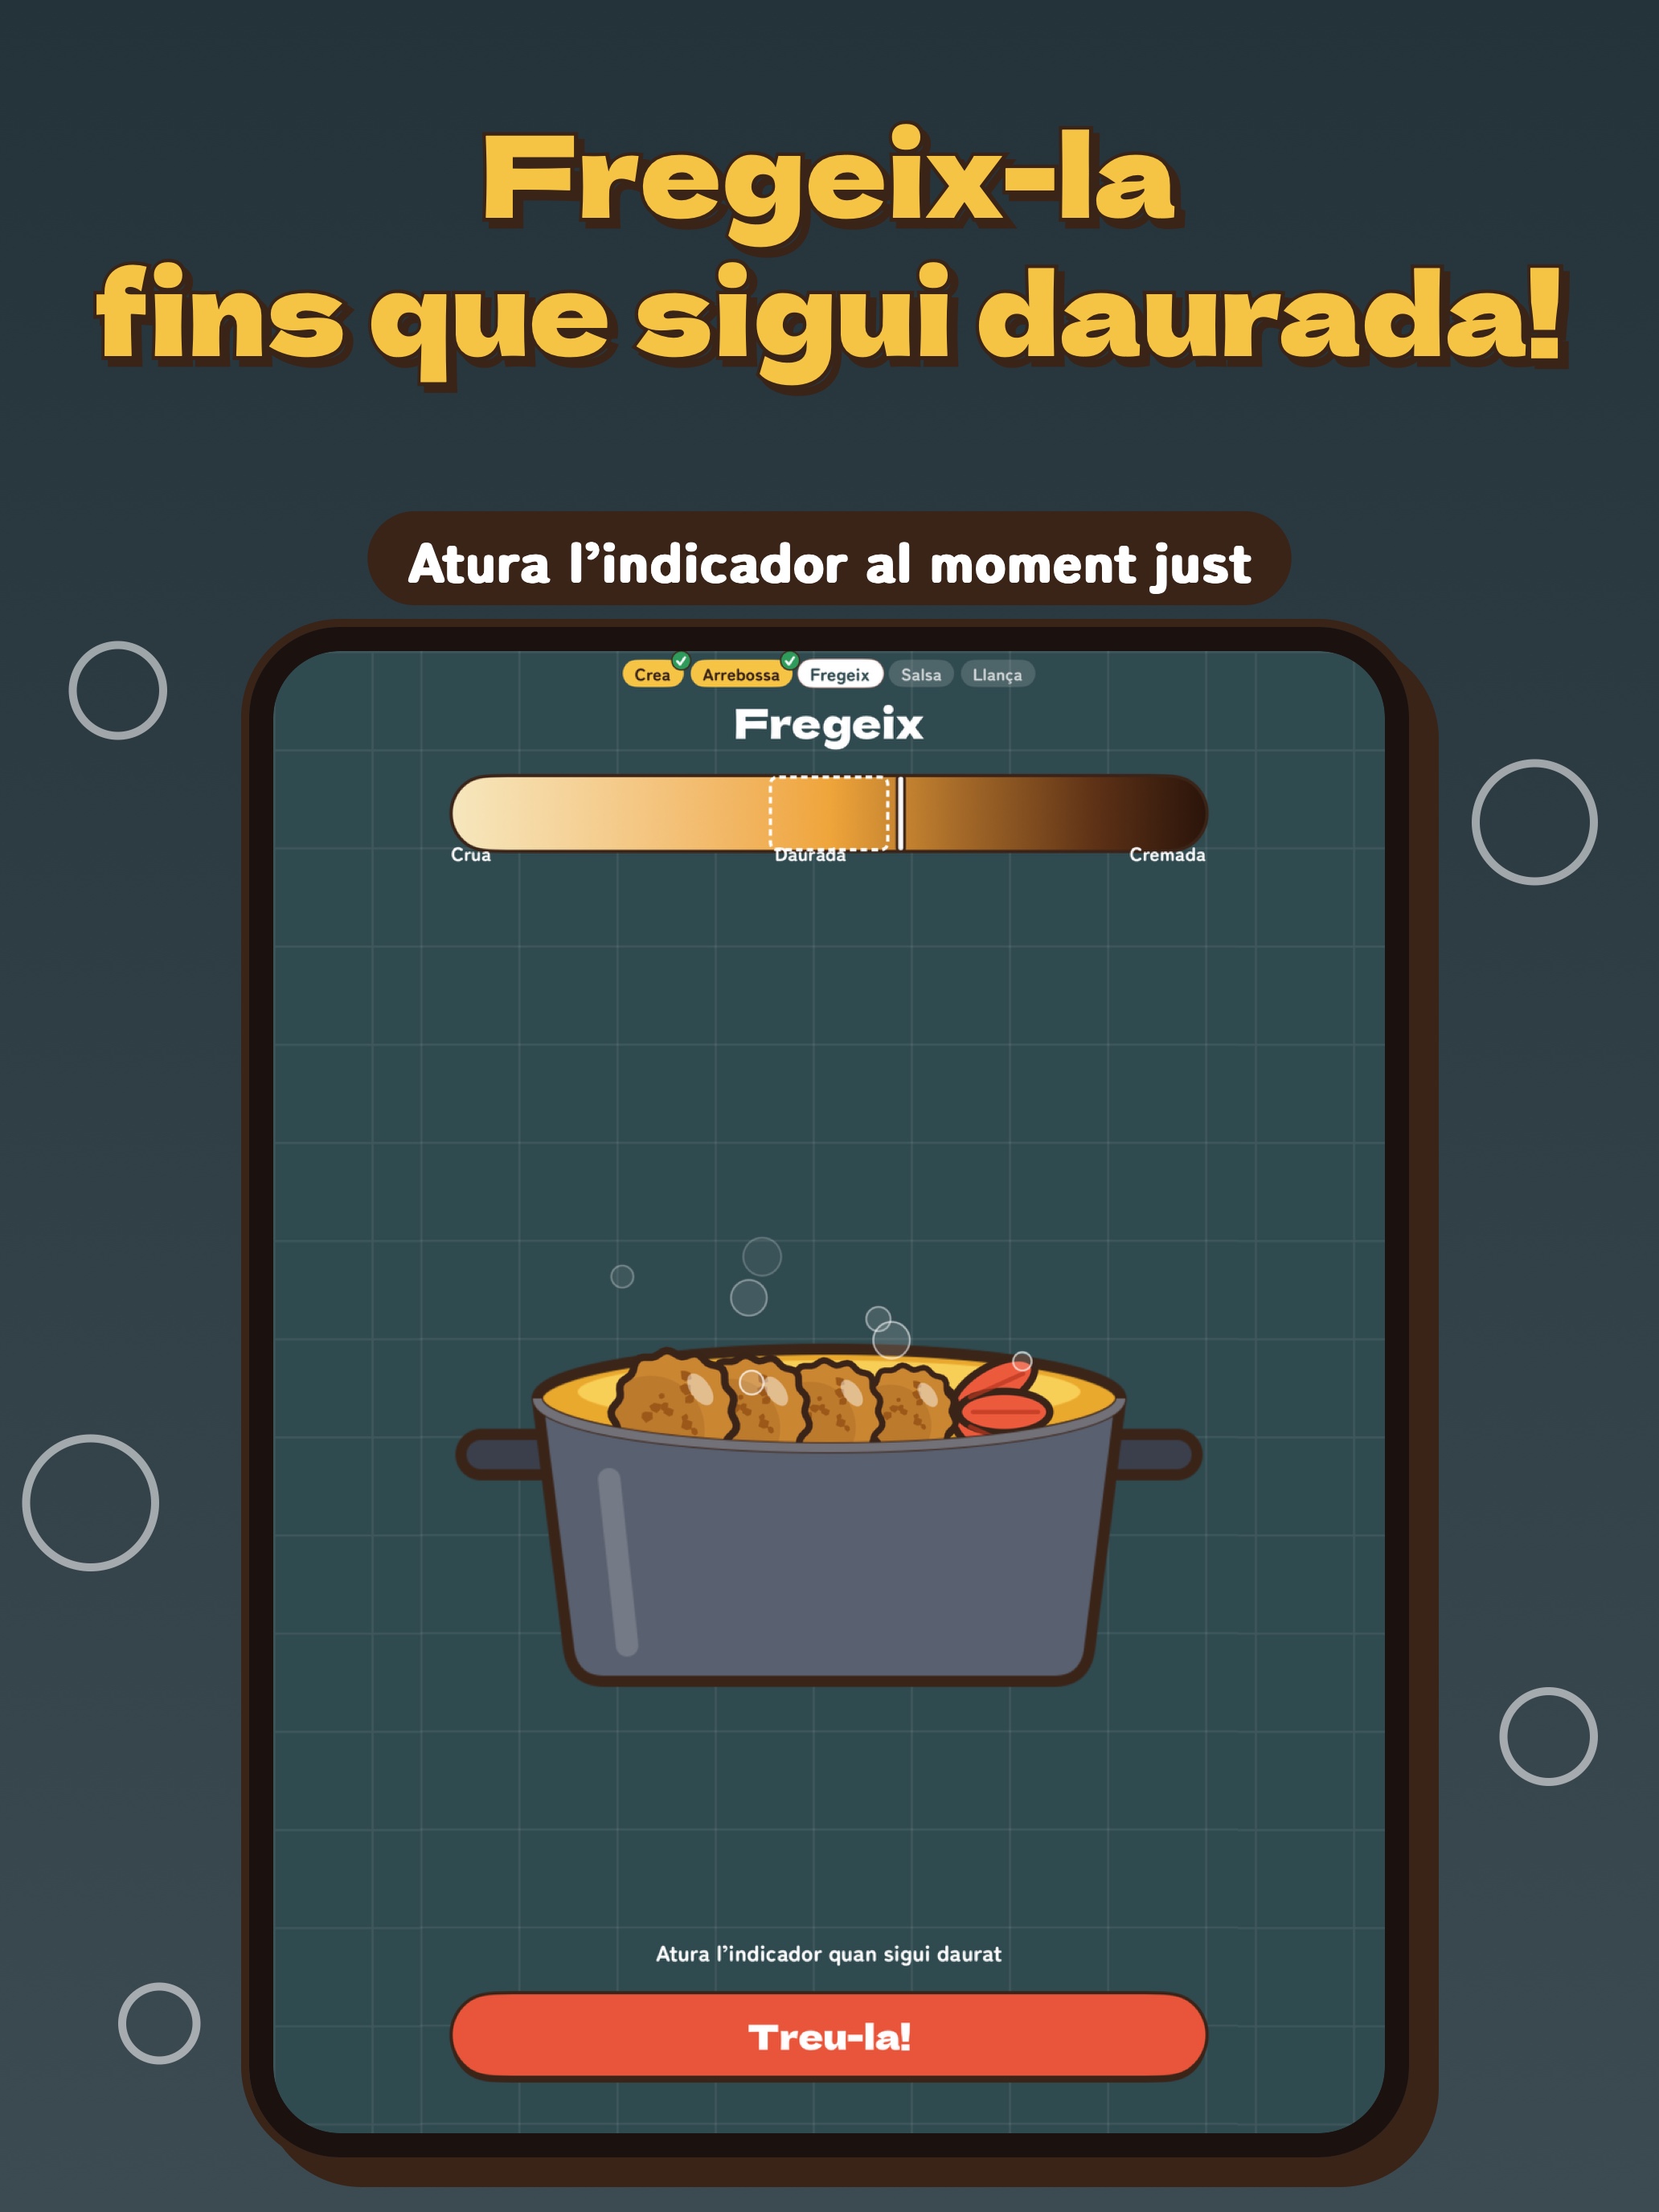 Fregeix-la
fins que sigui daurada!
Atura l’indicador al moment just
Crea Arrebossa Fregeix Salsa Llança
Fregeix
Crua Daurada Cremada
Atura l’indicador quan sigui daurat
Treu-la!